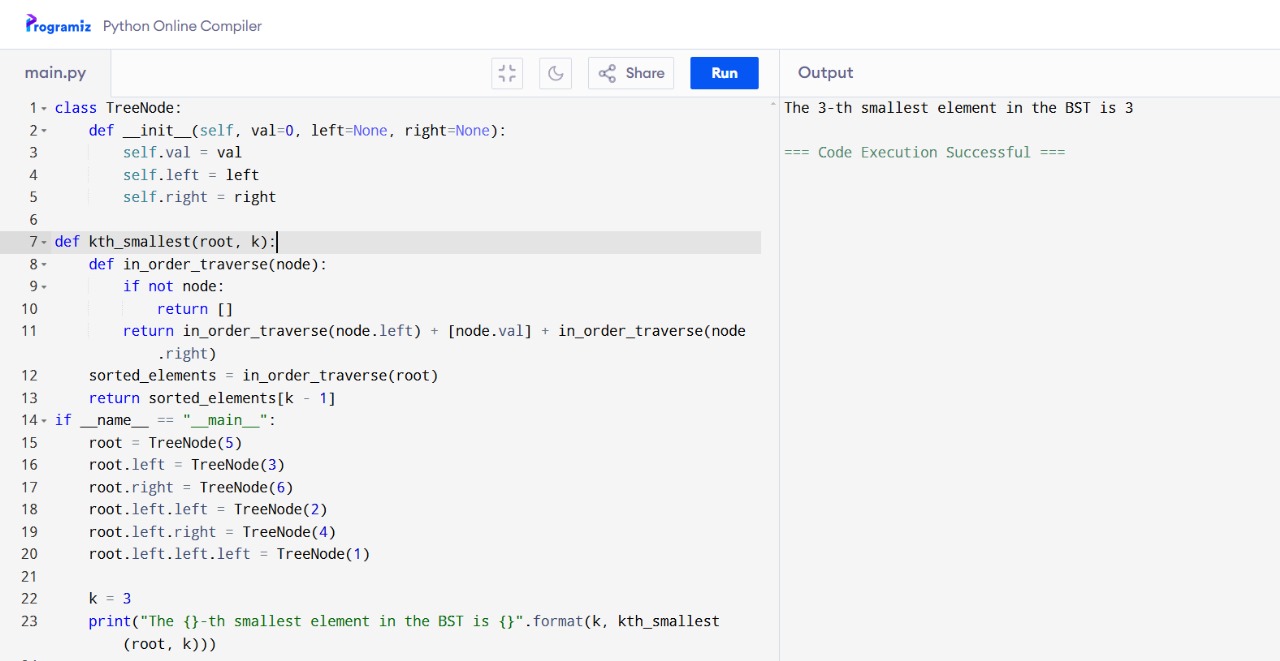 Programiz Python Online Compiler
main.py
Share
Run
Output
1 class TreeNode:
2     def __init__(self, val=0, left=None, right=None):
3         self.val = val
4         self.left = left
5         self.right = right
6
7 def kth_smallest(root, k):
8     def in_order_traverse(node):
9         if not node:
10             return []
11         return in_order_traverse(node.left) + [node.val] + in_order_traverse(node
            .right)
12     sorted_elements = in_order_traverse(root)
13     return sorted_elements[k - 1]
14 if __name__ == "__main__":
15     root = TreeNode(5)
16     root.left = TreeNode(3)
17     root.right = TreeNode(6)
18     root.left.left = TreeNode(2)
19     root.left.right = TreeNode(4)
20     root.left.left.left = TreeNode(1)
21
22     k = 3
23     print("The {}-th smallest element in the BST is {}".format(k, kth_smallest
        (root, k)))
The 3-th smallest element in the BST is 3
=== Code Execution Successful ===